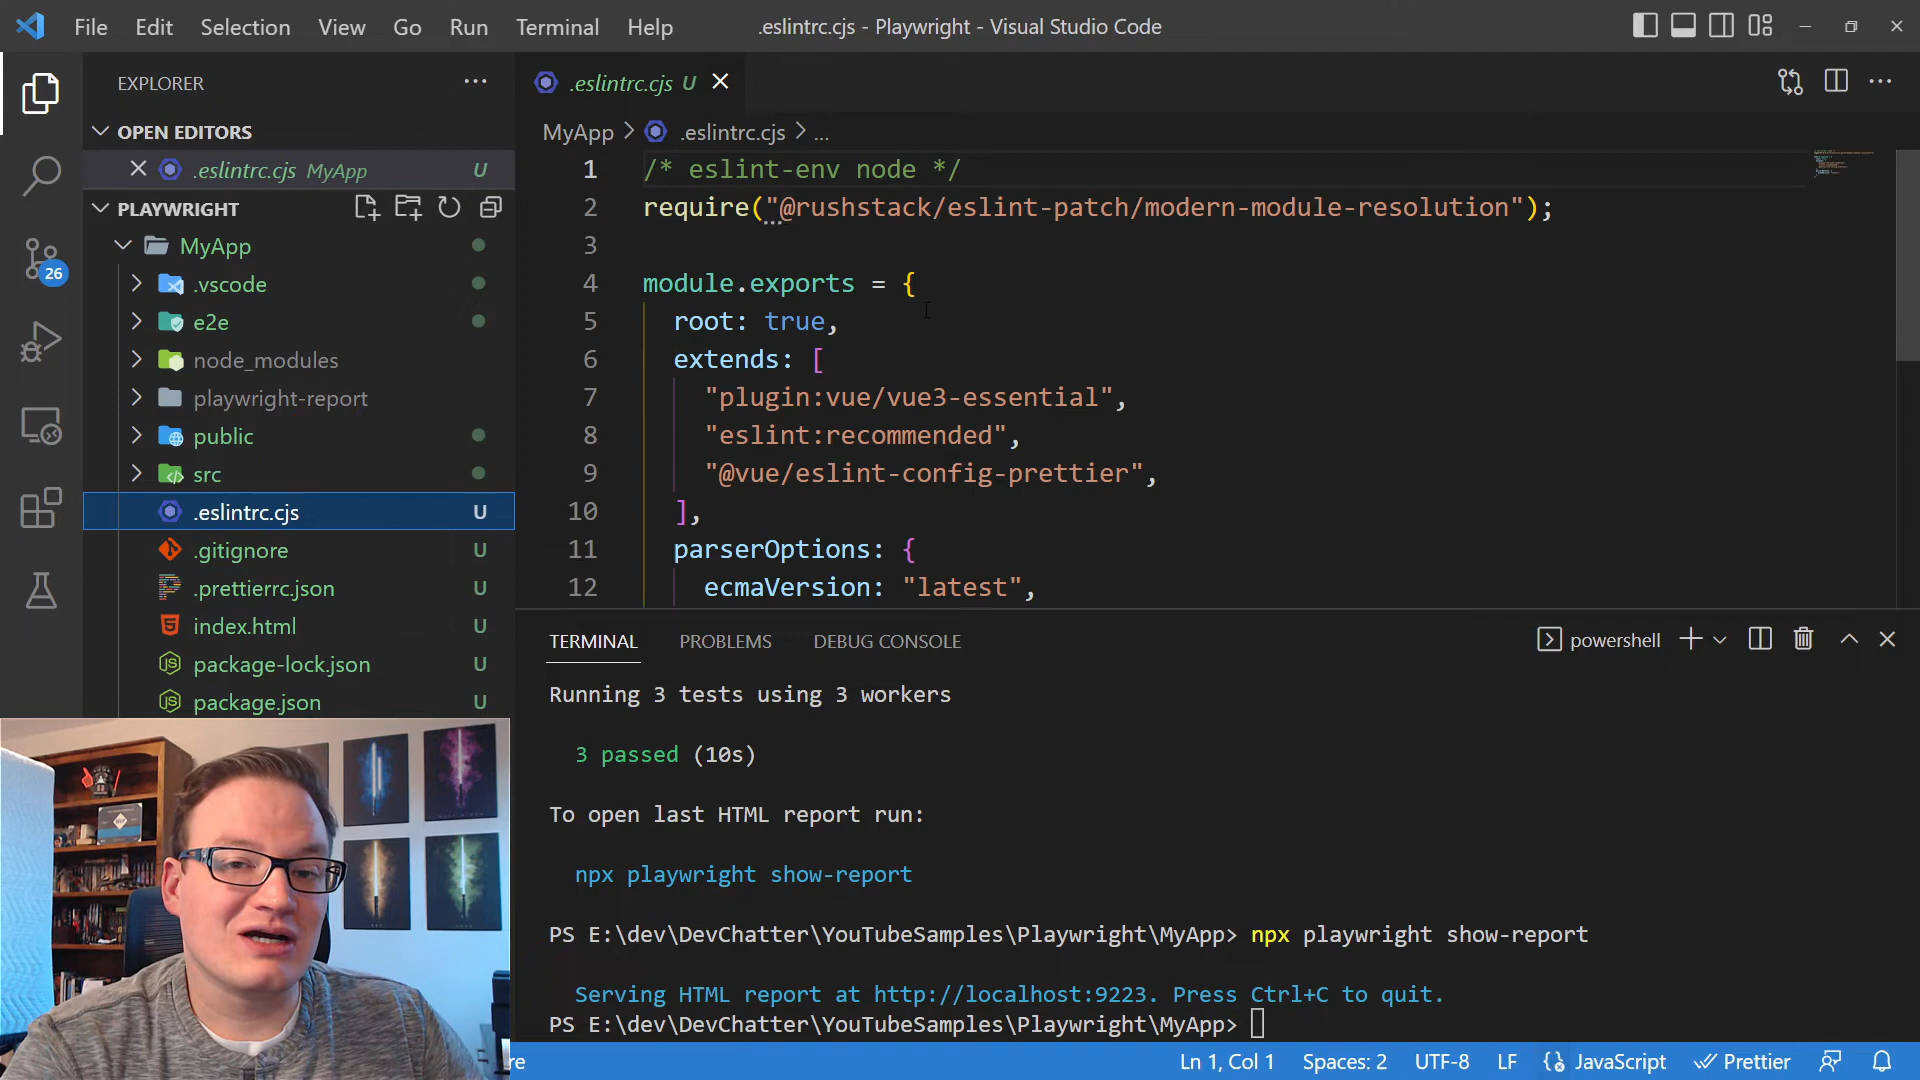 File Edit Selection View Go Run Terminal Help .eslintrc.cjs - Playwright - Visual Studio Code
EXPLORER
OPEN EDITORS
.eslintrc.cjs MyApp U
PLAYWRIGHT
MyApp
.vscode
e2e
node_modules
playwright-report
public
src
.eslintrc.cjs U
.gitignore U
.prettierrc.json U
index.html U
package-lock.json U
package.json U
26
.eslintrc.cjs U
MyApp > .eslintrc.cjs > ...
1 /* eslint-env node */
2 require("@rushstack/eslint-patch/modern-module-resolution");
3
4 module.exports = {
5 root: true,
6 extends: [
7 "plugin:vue/vue3-essential",
8 "eslint:recommended",
9 "@vue/eslint-config-prettier",
10 ],
11 parserOptions: {
12 ecmaVersion: "latest",
TERMINAL PROBLEMS DEBUG CONSOLE powershell
Running 3 tests using 3 workers
3 passed (10s)
To open last HTML report run:
npx playwright show-report
PS E:\dev\DevChatter\YouTubeSamples\Playwright\MyApp> npx playwright show-report
Serving HTML report at http://localhost:9223. Press Ctrl+C to quit.
PS E:\dev\DevChatter\YouTubeSamples\Playwright\MyApp>
re Ln 1, Col 1 Spaces: 2 UTF-8 LF JavaScript Prettier